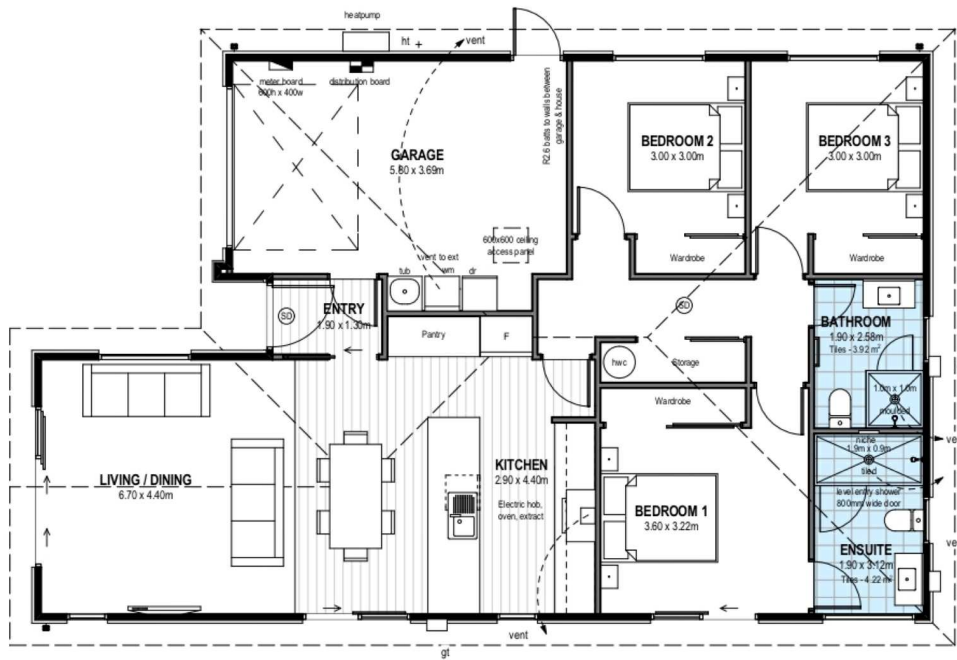 heatpump
ht
vent
meter board
600h x 400w
distribution board
R2.6 batts to walls between
garage & house
GARAGE
5.80 x 3.69m
BEDROOM 2
3.00 x 3.00m
BEDROOM 3
3.00 x 3.00m
600x600 ceiling
access panel
vent to ext
tub
wm
dr
Wardrobe
Wardrobe
SD
ENTRY
1.90 x 1.30m
SD
BATHROOM
1.90 x 2.58m
Tiles - 3.92 m²
Pantry
F
hwc
Storage
1.0m x 1.0m
moulded
Wardrobe
niche
1.9m x 0.9m
tiled
ve
LIVING / DINING
6.70 x 4.40m
KITCHEN
2.90 x 4.40m
Electric hob,
oven, extract
BEDROOM 1
3.60 x 3.22m
level entry shower
800mm wide door
ve
ENSUITE
1.90 x 3.12m
Tiles - 4.22 m²
vent
gt